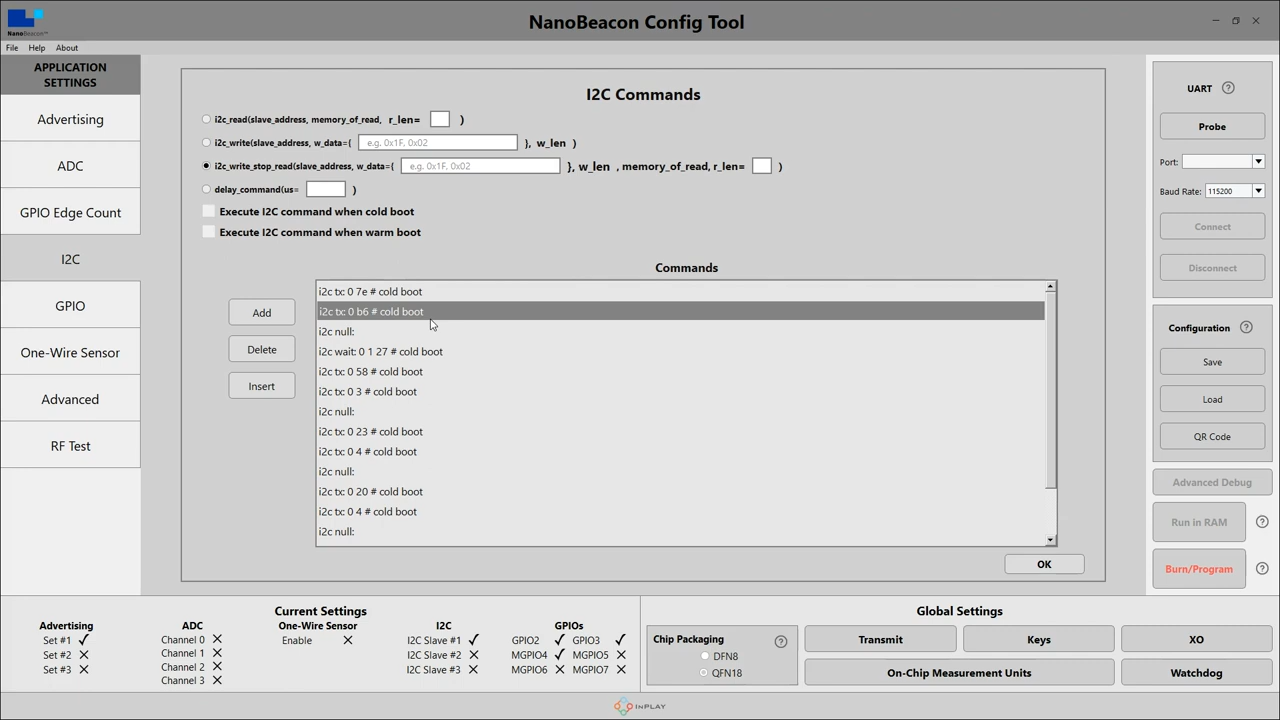 NanoBeacon Config Tool
NanoBeacon™
File Help About
APPLICATION
SETTINGS
Advertising
ADC
GPIO Edge Count
I2C
GPIO
One-Wire Sensor
Advanced
RF Test
I2C Commands
i2c_read(slave_address, memory_of_read, r_len= )
i2c_write(slave_address, w_data={ e.g. 0x1F, 0x02 }, w_len )
i2c_write_stop_read(slave_address, w_data={ e.g. 0x1F, 0x02 }, w_len , memory_of_read, r_len= )
delay_command(us= )
Execute I2C command when cold boot
Execute I2C command when warm boot
Commands
Add
Delete
Insert
i2c tx: 0 7e # cold boot
i2c tx: 0 b6 # cold boot
i2c null:
i2c wait: 0 1 27 # cold boot
i2c tx: 0 58 # cold boot
i2c tx: 0 3 # cold boot
i2c null:
i2c tx: 0 23 # cold boot
i2c tx: 0 4 # cold boot
i2c null:
i2c tx: 0 20 # cold boot
i2c tx: 0 4 # cold boot
i2c null:
OK
UART ?
Probe
Port:
Baud Rate: 115200
Connect
Disconnect
Configuration ?
Save
Load
QR Code
Advanced Debug
Run in RAM ?
Burn/Program ?
Current Settings
Advertising
Set #1 ✓
Set #2 ✕
Set #3 ✕
ADC
Channel 0 ✕
Channel 1 ✕
Channel 2 ✕
Channel 3 ✕
One-Wire Sensor
Enable ✕
I2C
I2C Slave #1 ✓
I2C Slave #2 ✕
I2C Slave #3 ✕
GPIOs
GPIO2 ✓ GPIO3 ✓
MGPIO4 ✓ MGPIO5 ✕
MGPIO6 ✕ MGPIO7 ✕
Global Settings
Chip Packaging ?
DFN8
QFN18
Transmit
Keys
XO
On-Chip Measurement Units
Watchdog
INPLAY